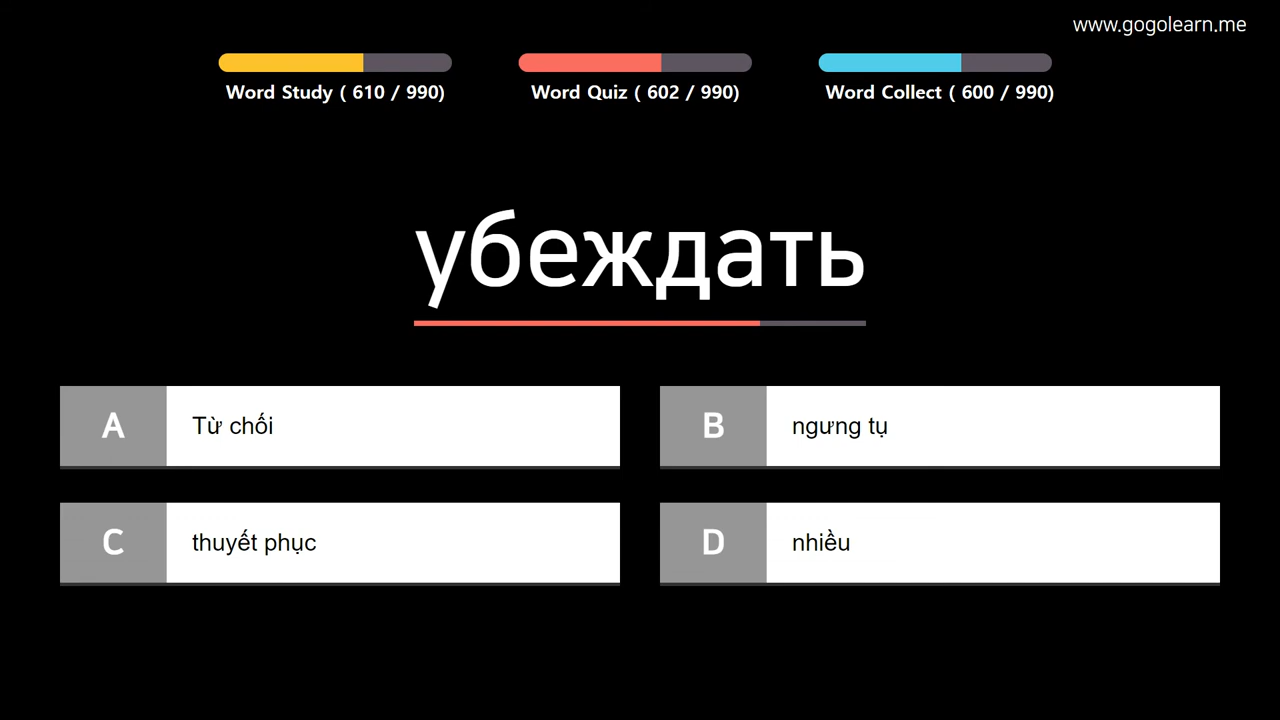 www.gogolearn.me
Word Study ( 610 / 990)
Word Quiz ( 602 / 990)
Word Collect ( 600 / 990)
убеждать
A
Từ chối
B
ngưng tụ
C
thuyết phục
D
nhiều